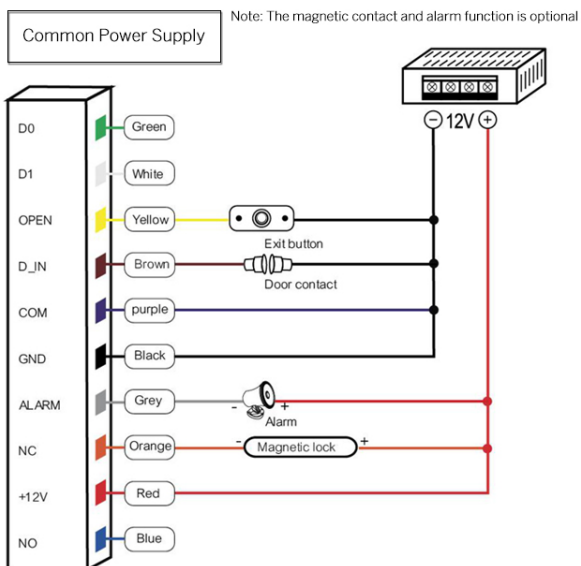 Note: The magnetic contact and alarm function is optional
Common Power Supply
− 12V +
D0 Green
D1 White
OPEN Yellow
Exit button
D_IN Brown
Door contact
COM purple
GND Black
ALARM Grey - +
Alarm
NC Orange - Magnetic lock +
+12V Red
NO Blue